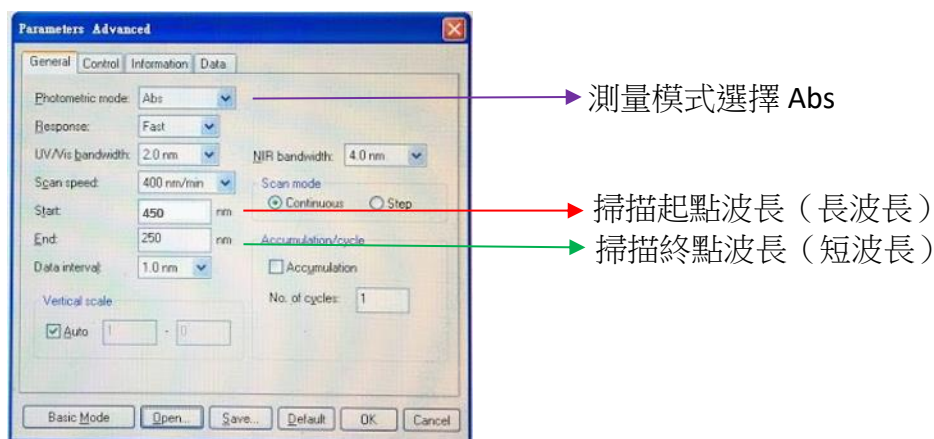 Parameters Advanced
General Control Information Data
Photometric mode: Abs
測量模式選擇 Abs
Response: Fast
UV/Vis bandwidth: 2.0 nm NIR bandwidth: 4.0 nm
Scan speed: 400 nm/min Scan mode
Continuous Step
Start: 450 nm
掃描起點波長（長波長）
End: 250 nm Accumulation/cycle
掃描終點波長（短波長）
Data interval: 1.0 nm Accumulation
Vertical scale No. of cycles: 1
Auto 1 - 0
Basic Mode Open... Save... Default OK Cancel